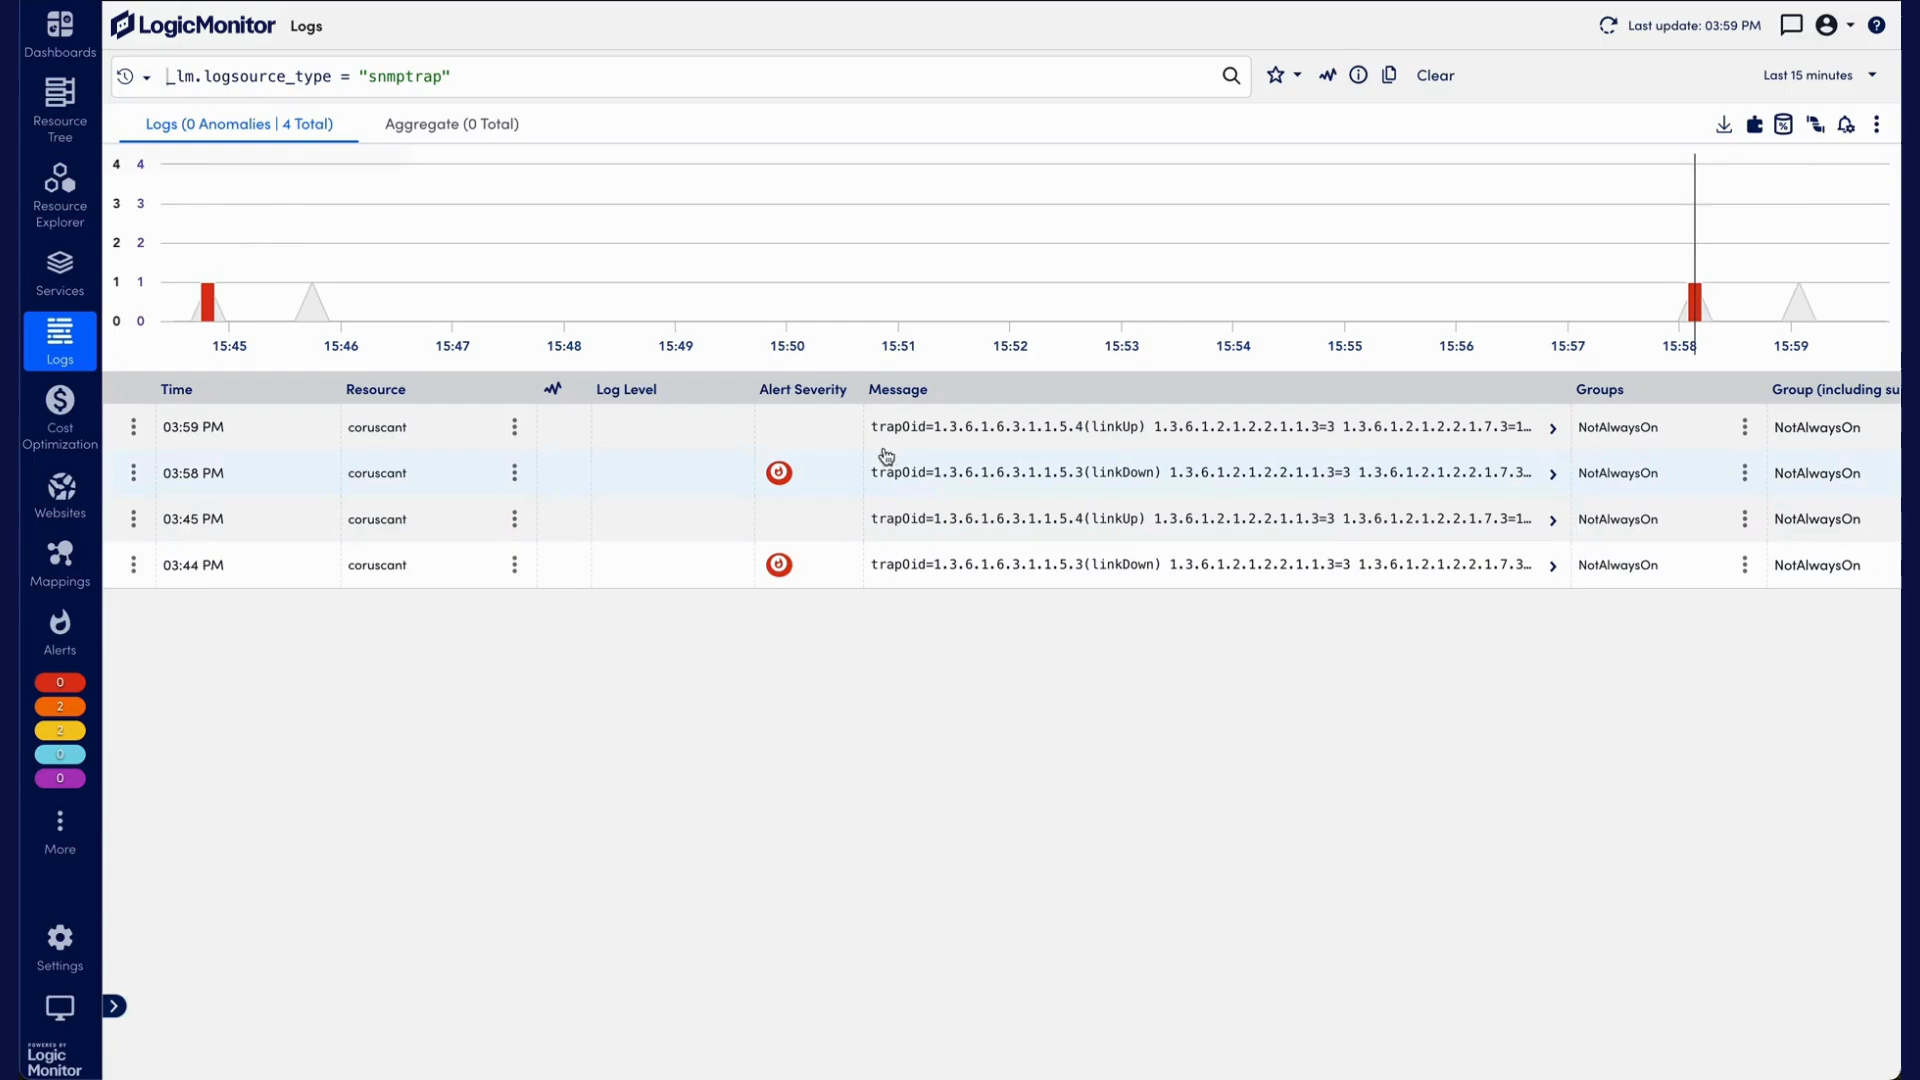 Dashboards
Resource
Tree
Resource
Explorer
Services
Logs
Cost
Optimization
Websites
Mappings
Alerts
0
2
2
0
0
More
Settings
POWERED BY
Logic
Monitor
LogicMonitor Logs
Last update: 03:59 PM
_lm.logsource_type = "snmptrap"
Clear
Last 15 minutes
Logs (0 Anomalies | 4 Total) Aggregate (0 Total)
4 4
3 3
2 2
1 1
0 0
15:45 15:46 15:47 15:48 15:49 15:50 15:51 15:52 15:53 15:54 15:55 15:56 15:57 15:58 15:59
Time Resource Log Level Alert Severity Message Groups Group (including su
03:59 PM coruscant trapOid=1.3.6.1.6.3.1.1.5.4(linkUp) 1.3.6.1.2.1.2.2.1.1.3=3 1.3.6.1.2.1.2.2.1.7.3=1… NotAlwaysOn NotAlwaysOn
03:58 PM coruscant trapOid=1.3.6.1.6.3.1.1.5.3(linkDown) 1.3.6.1.2.1.2.2.1.1.3=3 1.3.6.1.2.1.2.2.1.7.3… NotAlwaysOn NotAlwaysOn
03:45 PM coruscant trapOid=1.3.6.1.6.3.1.1.5.4(linkUp) 1.3.6.1.2.1.2.2.1.1.3=3 1.3.6.1.2.1.2.2.1.7.3=1… NotAlwaysOn NotAlwaysOn
03:44 PM coruscant trapOid=1.3.6.1.6.3.1.1.5.3(linkDown) 1.3.6.1.2.1.2.2.1.1.3=3 1.3.6.1.2.1.2.2.1.7.3… NotAlwaysOn NotAlwaysOn